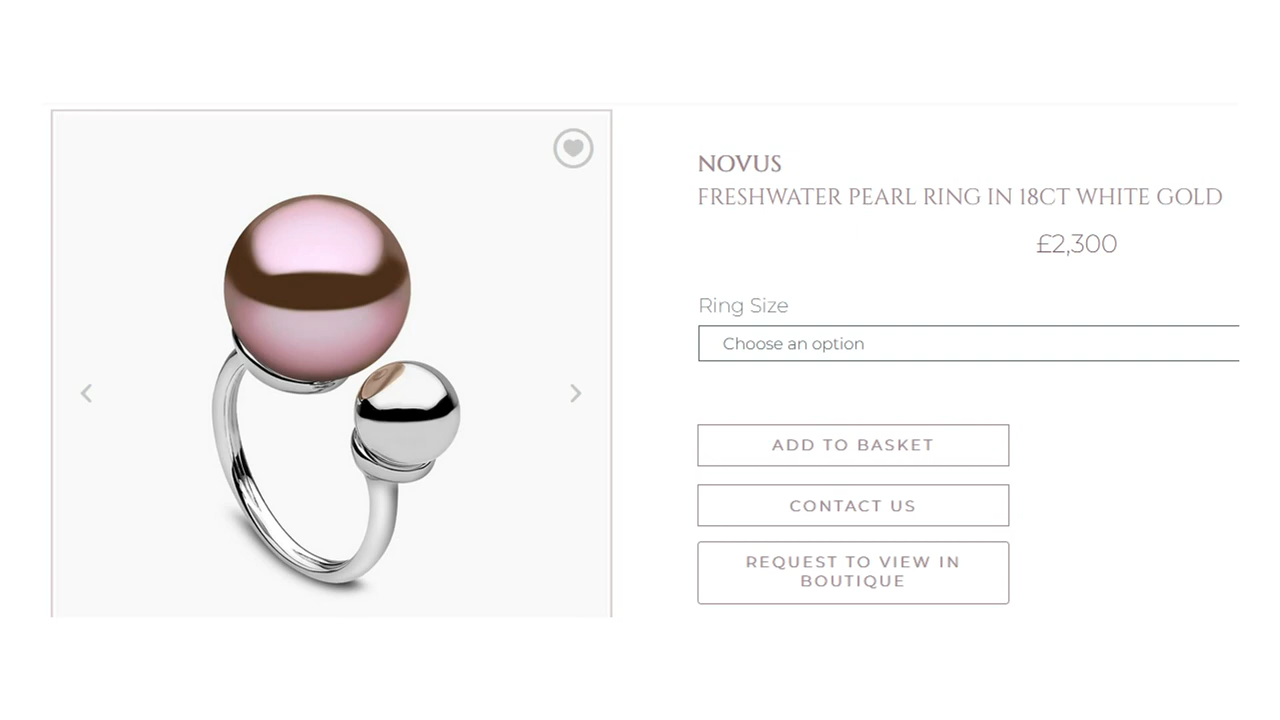 NOVUS
FRESHWATER PEARL RING IN 18CT WHITE GOLD
£2,300
Ring Size
Choose an option
ADD TO BASKET
CONTACT US
REQUEST TO VIEW IN
BOUTIQUE